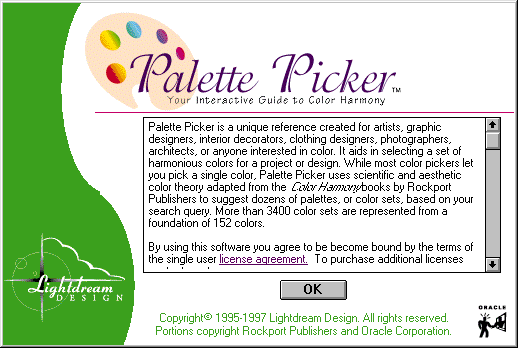 Palette Picker™
Your Interactive Guide to Color Harmony
Palette Picker is a unique reference created for artists, graphic
designers, interior decorators, clothing designers, photographers,
architects, or anyone interested in color. It aids in selecting a set of
harmonious colors for a project or design. While most color pickers let
you pick a single color, Palette Picker uses scientific and aesthetic
color theory adapted from the Color Harmony books by Rockport
Publishers to suggest dozens of palettes, or color sets, based on your
search query. More than 3400 color sets are represented from a
foundation of 152 colors.
By using this software you agree to be become bound by the terms of
the single user license agreement. To purchase additional licenses
OK
Lightdream
DESIGN
ORACLE
Copyright© 1995-1997 Lightdream Design. All rights reserved.
Portions copyright Rockport Publishers and Oracle Corporation.